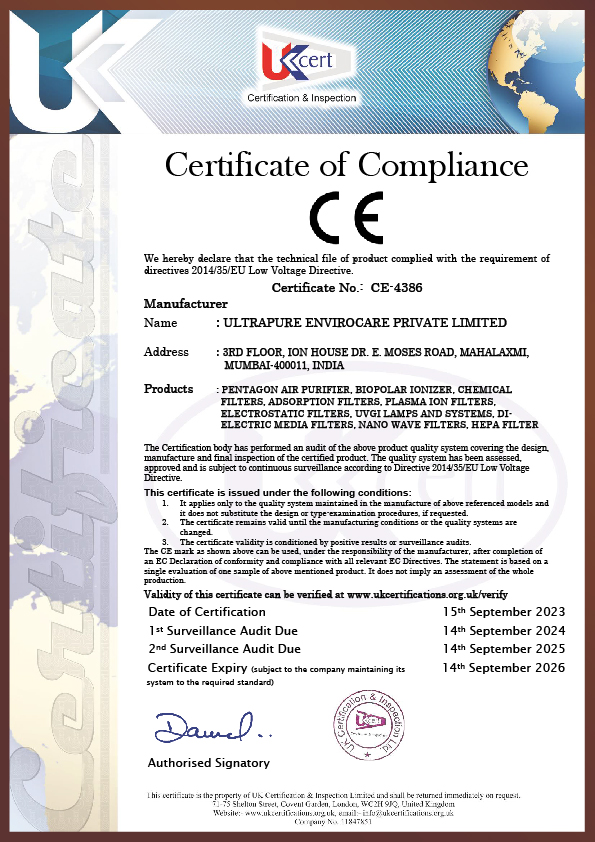 UK cert
Certification & Inspection
Certificate of Compliance
CE
We hereby declare that the technical file of product complied with the requirement of
directives 2014/35/EU Low Voltage Directive.
Certificate No.: CE-4386
Manufacturer
Name : ULTRAPURE ENVIROCARE PRIVATE LIMITED
Address : 3RD FLOOR, ION HOUSE DR. E. MOSES ROAD, MAHALAXMI,
MUMBAI-400011, INDIA
Products : PENTAGON AIR PURIFIER, BIOPOLAR IONIZER, CHEMICAL
FILTERS, ADSORPTION FILTERS, PLASMA ION FILTERS,
ELECTROSTATIC FILTERS, UVGI LAMPS AND SYSTEMS, DI-
ELECTRIC MEDIA FILTERS, NANO WAVE FILTERS, HEPA FILTER
The Certification body has performed an audit of the above product quality system covering the design,
manufacture and final inspection of the certified product. The quality system has been assessed,
approved and is subject to continuous surveillance according to Directive 2014/35/EU Low Voltage
Directive.
This certificate is issued under the following conditions:
1. It applies only to the quality system maintained in the manufacture of above referenced models and
it does not substitute the design or type-examination procedures, if requested.
2. The certificate remains valid until the manufacturing conditions or the quality systems are
changed.
3. The certificate validity is conditioned by positive results or surveillance audits.
The CE mark as shown above can be used, under the responsibility of the manufacturer, after completion of
an EC Declaration of conformity and compliance with all relevant EC Directives. The statement is based on a
single evaluation of one sample of above mentioned product. It does not imply an assessment of the whole
production.
Validity of this certificate can be verified at www.ukcertifications.org.uk/verify
Date of Certification 15th September 2023
1st Surveillance Audit Due 14th September 2024
2nd Surveillance Audit Due 14th September 2025
Certificate Expiry (subject to the company maintaining its 14th September 2026
system to the required standard)
UK Certification & Inspection Ltd.
Authorised Signatory
This certificate is the property of UK Certification & Inspection Limited and shall be returned immediately on request.
71-75 Shelton Street, Covent Garden, London, WC2H 9JQ, United Kingdom
Website:- www.ukcertifications.org.uk, email:- info@ukcertifications.org.uk
Company No. 11847851
Certificate